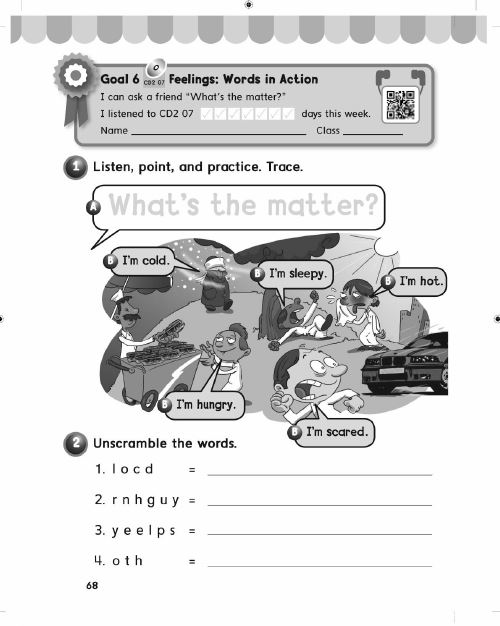 Goal 6 CD2 07 Feelings: Words in Action
I can ask a friend "What's the matter?"
I listened to CD2 07 days this week.
Name Class
1 Listen, point, and practice. Trace.
A What's the matter?
B I'm cold.
B I'm sleepy.
B I'm hot.
B I'm hungry.
B I'm scared.
2 Unscramble the words.
1. l o c d =
2. r n h g u y =
3. y e e l p s =
4. o t h =
68